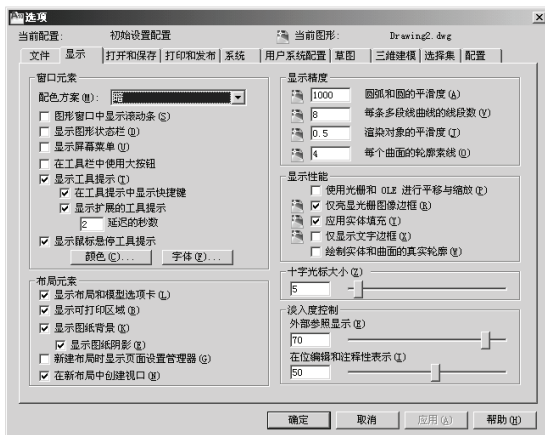 选项
当前配置: 初始设置配置 当前图形: Drawing2.dwg
文件 显示 打开和保存 打印和发布 系统 用户系统配置 草图 三维建模 选择集 配置
窗口元素
配色方案(M): 暗
图形窗口中显示滚动条(S)
显示图形状态栏(D)
显示屏幕菜单(U)
在工具栏中使用大按钮
显示工具提示(T)
在工具提示中显示快捷键
显示扩展的工具提示
2 延迟的秒数
显示鼠标悬停工具提示
颜色(C)... 字体(F)...
布局元素
显示布局和模型选项卡(L)
显示可打印区域(B)
显示图纸背景(K)
显示图纸阴影(E)
新建布局时显示页面设置管理器(G)
在新布局中创建视口(N)
显示精度
1000 圆弧和圆的平滑度(A)
8 每条多段线曲线的线段数(V)
0.5 渲染对象的平滑度(J)
4 每个曲面的轮廓素线(O)
显示性能
使用光栅和 OLE 进行平移与缩放(P)
仅亮显光栅图像边框(R)
应用实体填充(Y)
仅显示文字边框(X)
绘制实体和曲面的真实轮廓(W)
十字光标大小(Z)
5
淡入度控制
外部参照显示(E)
70
在位编辑和注释性表示(I)
50
确定 取消 应用(A) 帮助(H)